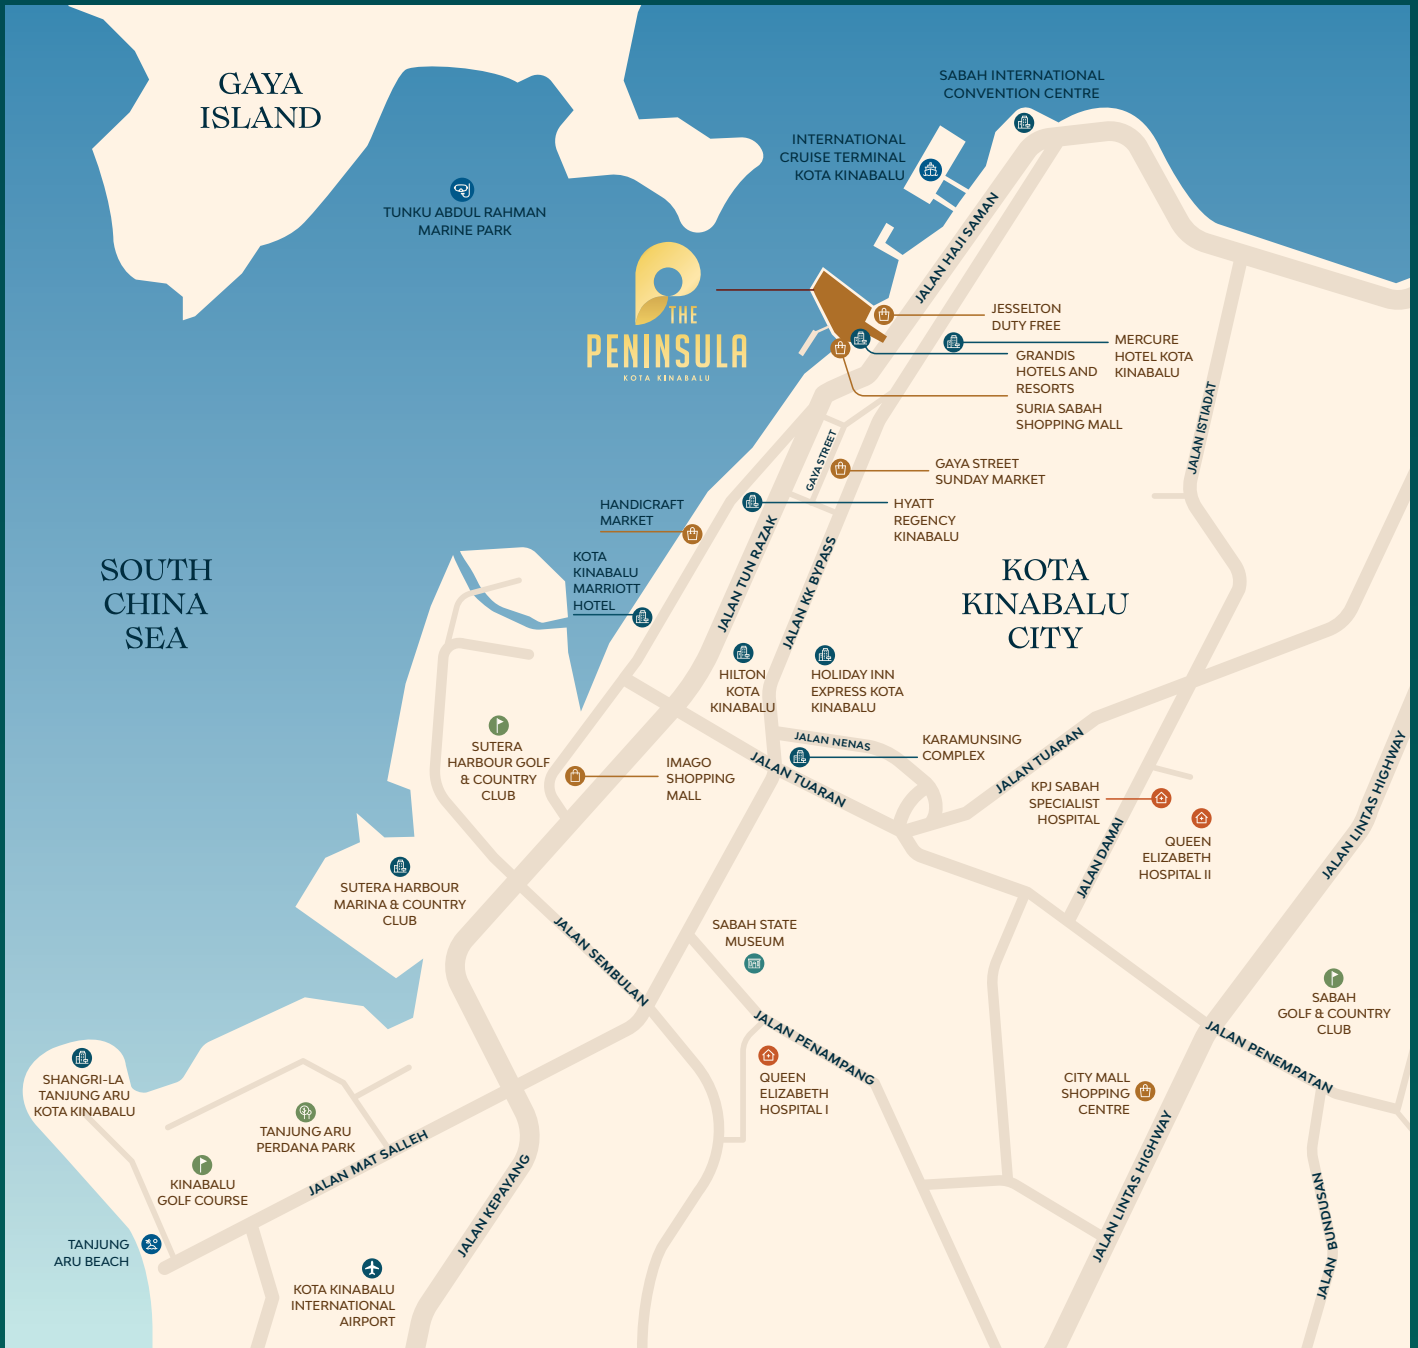 GAYA
ISLAND
SABAH INTERNATIONAL
CONVENTION CENTRE
INTERNATIONAL
CRUISE TERMINAL
KOTA KINABALU
TUNKU ABDUL RAHMAN
MARINE PARK
JALAN HAJI SAMAN
THE
PENINSULA
KOTA KINABALU
JESSELTON
DUTY FREE
MERCURE
HOTEL KOTA
KINABALU
GRANDIS
HOTELS AND
RESORTS
SURIA SABAH
SHOPPING MALL
JALAN ISTIADAT
GAYA STREET
GAYA STREET
SUNDAY MARKET
HANDICRAFT
MARKET
HYATT
REGENCY
KINABALU
KOTA
KINABALU
MARRIOTT
HOTEL
JALAN TUN RAZAK
JALAN KK BYPASS
SOUTH
CHINA
SEA
KOTA
KINABALU
CITY
HILTON
KOTA
KINABALU
HOLIDAY INN
EXPRESS KOTA
KINABALU
SUTERA
HARBOUR GOLF
& COUNTRY
CLUB
IMAGO
SHOPPING
MALL
JALAN NENAS
JALAN TUARAN
KARAMUNSING
COMPLEX
JALAN TUARAN
KPJ SABAH
SPECIALIST
HOSPITAL
QUEEN
ELIZABETH
HOSPITAL II
JALAN DAMAI
JALAN LINTAS HIGHWAY
SUTERA HARBOUR
MARINA & COUNTRY
CLUB
JALAN SEMBULAN
SABAH STATE
MUSEUM
SABAH
GOLF & COUNTRY
CLUB
JALAN PENAMPANG
JALAN PENEMPATAN
SHANGRI-LA
TANJUNG ARU
KOTA KINABALU
QUEEN
ELIZABETH
HOSPITAL I
CITY MALL
SHOPPING
CENTRE
TANJUNG ARU
PERDANA PARK
JALAN MAT SALLEH
KINABALU
GOLF COURSE
JALAN KEPAYANG
JALAN LINTAS HIGHWAY
JALAN BUNDUSAN
TANJUNG
ARU BEACH
KOTA KINABALU
INTERNATIONAL
AIRPORT